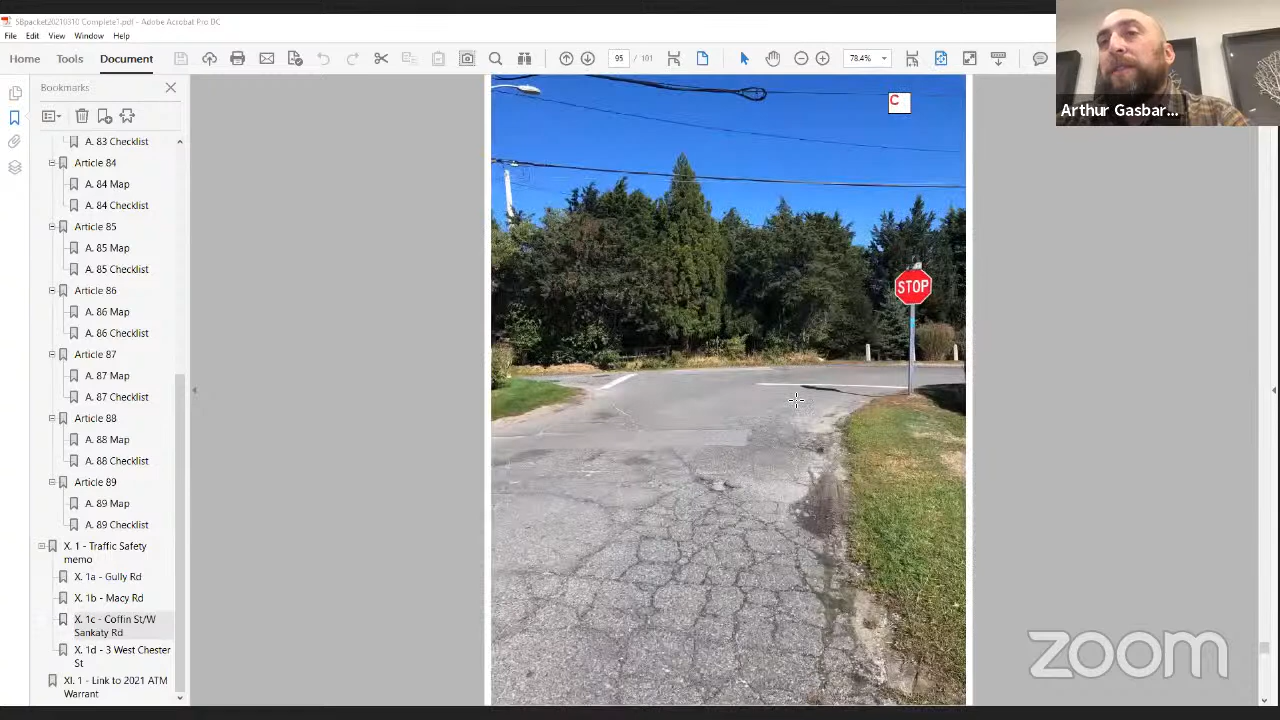 SBpacket20210310 Complete1.pdf - Adobe Acrobat Pro DC
File Edit View Window Help
Home Tools Document
95 / 101
78.4%
Bookmarks
A. 83 Checklist
Article 84
A. 84 Map
A. 84 Checklist
Article 85
A. 85 Map
A. 85 Checklist
Article 86
A. 86 Map
A. 86 Checklist
Article 87
A. 87 Map
A. 87 Checklist
Article 88
A. 88 Map
A. 88 Checklist
Article 89
A. 89 Map
A. 89 Checklist
X. 1 - Traffic Safety
memo
X. 1a - Gully Rd
X. 1b - Macy Rd
X. 1c - Coffin St/W
Sankaty Rd
X. 1d - 3 West Chester
St
XI. 1 - Link to 2021 ATM
Warrant
C
STOP
Arthur Gasbar...
zoom